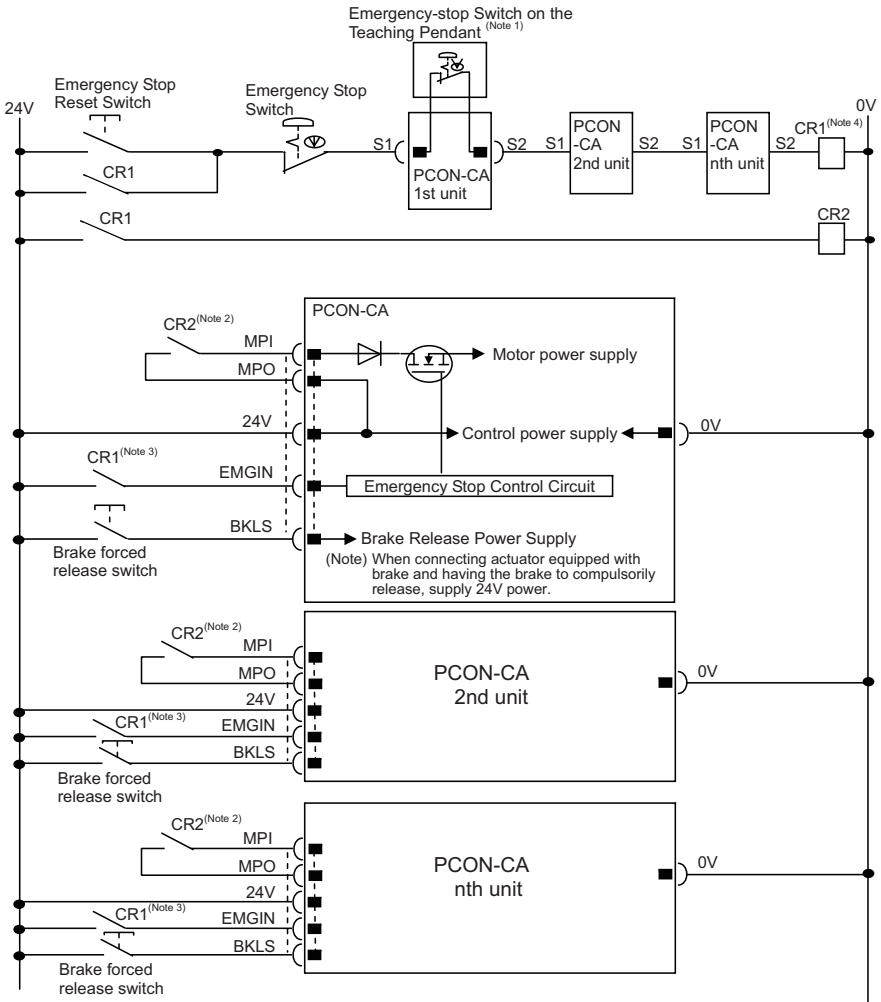 Emergency-stop Switch on the
Teaching Pendant (Note 1)
Emergency Stop
Reset Switch
Emergency Stop
Switch
24V
0V
S1
S2
PCON-CA
1st unit
S1
PCON
-CA
2nd unit
S2
S1
PCON
-CA
nth unit
S2
CR1(Note 4)
CR1
CR1
CR2
PCON-CA
CR2(Note 2)
MPI
MPO
Motor power supply
24V
Control power supply
0V
CR1(Note 3)
EMGIN
Emergency Stop Control Circuit
BKLS
Brake Release Power Supply
Brake forced
release switch
(Note) When connecting actuator equipped with
brake and having the brake to compulsorily
release, supply 24V power.
CR2(Note 2)
MPI
MPO
24V
CR1(Note 3)
EMGIN
BKLS
Brake forced
release switch
PCON-CA
2nd unit
0V
CR2(Note 2)
MPI
MPO
24V
CR1(Note 3)
EMGIN
BKLS
Brake forced
release switch
PCON-CA
nth unit
0V